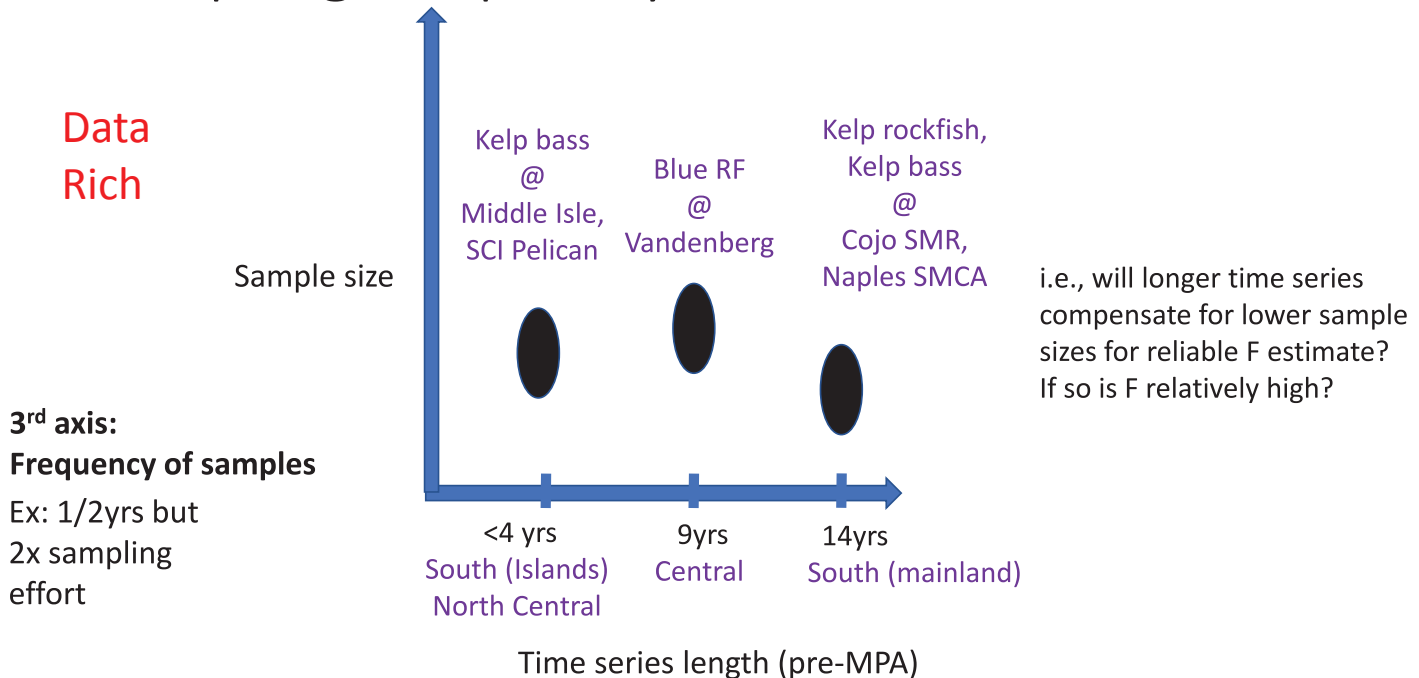 Data
Rich
Kelp bass
@
Middle Isle,
SCI Pelican
Blue RF
@
Vandenberg
Kelp rockfish,
Kelp bass
@
Cojo SMR,
Naples SMCA
Sample size
i.e., will longer time series
compensate for lower sample
sizes for reliable F estimate?
If so is F relatively high?
3rd axis:
Frequency of samples
Ex: 1/2yrs but
2x sampling
effort
<4 yrs
South (Islands)
North Central
9yrs
Central
14yrs
South (mainland)
Time series length (pre-MPA)